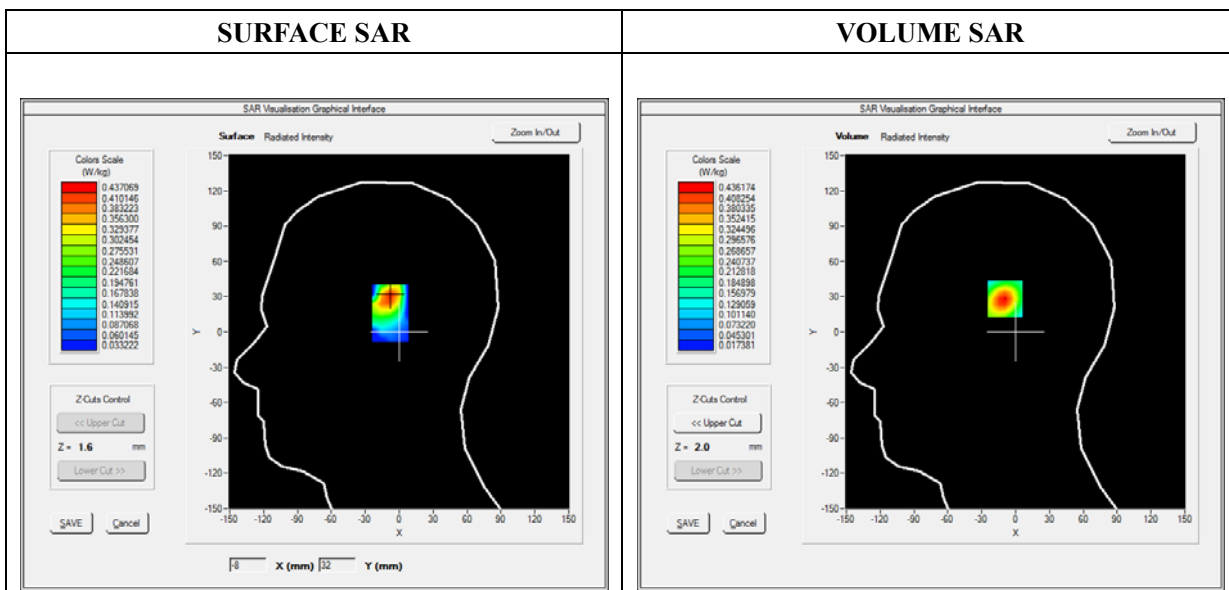 SURFACE SAR
VOLUME SAR
SAR Visualisation Graphical Interface
Surface Radiated Intensity
Zoom In/Out
Colors Scale
(W/kg)
0.437069
0.410146
0.383223
0.356300
0.329377
0.302454
0.275531
0.248607
0.221684
0.194761
0.167838
0.140915
0.113992
0.087068
0.060145
0.033222
Z-Cuts Control
<< Upper Cut
Z = 1.6 mm
Lower Cut >>
SAVE Cancel
150
120
90
60
30
0
-30
-60
-90
-120
-150
Y
-150 -120 -90 -60 -30 0 30 60 90 120 150
X
-8 X (mm) 32 Y (mm)
SAR Visualisation Graphical Interface
Volume Radiated Intensity
Zoom In/Out
Colors Scale
(W/kg)
0.436174
0.408254
0.380335
0.352415
0.324496
0.296576
0.268657
0.240737
0.212818
0.184898
0.156979
0.129059
0.101140
0.073220
0.045301
0.017381
Z-Cuts Control
<< Upper Cut
Z = 2.0 mm
Lower Cut >>
SAVE Cancel
150
120
90
60
30
0
-30
-60
-90
-120
-150
Y
-150 -120 -90 -60 -30 0 30 60 90 120 150
X